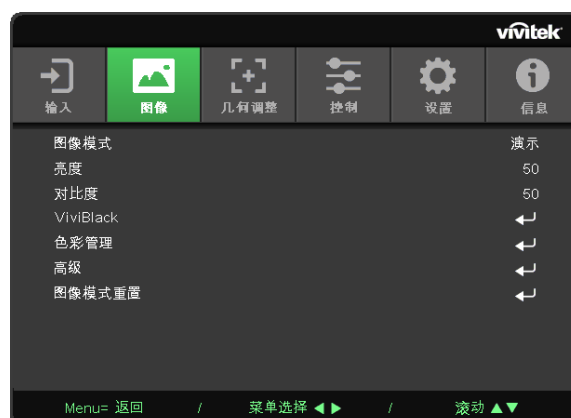 vivitek
输入 图像 几何调整 控制 设置 信息
图像模式 演示
亮度 50
对比度 50
ViviBlack
色彩管理
高级
图像模式重置
Menu= 返回 / 菜单选择 ◀ ▶ / 滚动 ▲▼